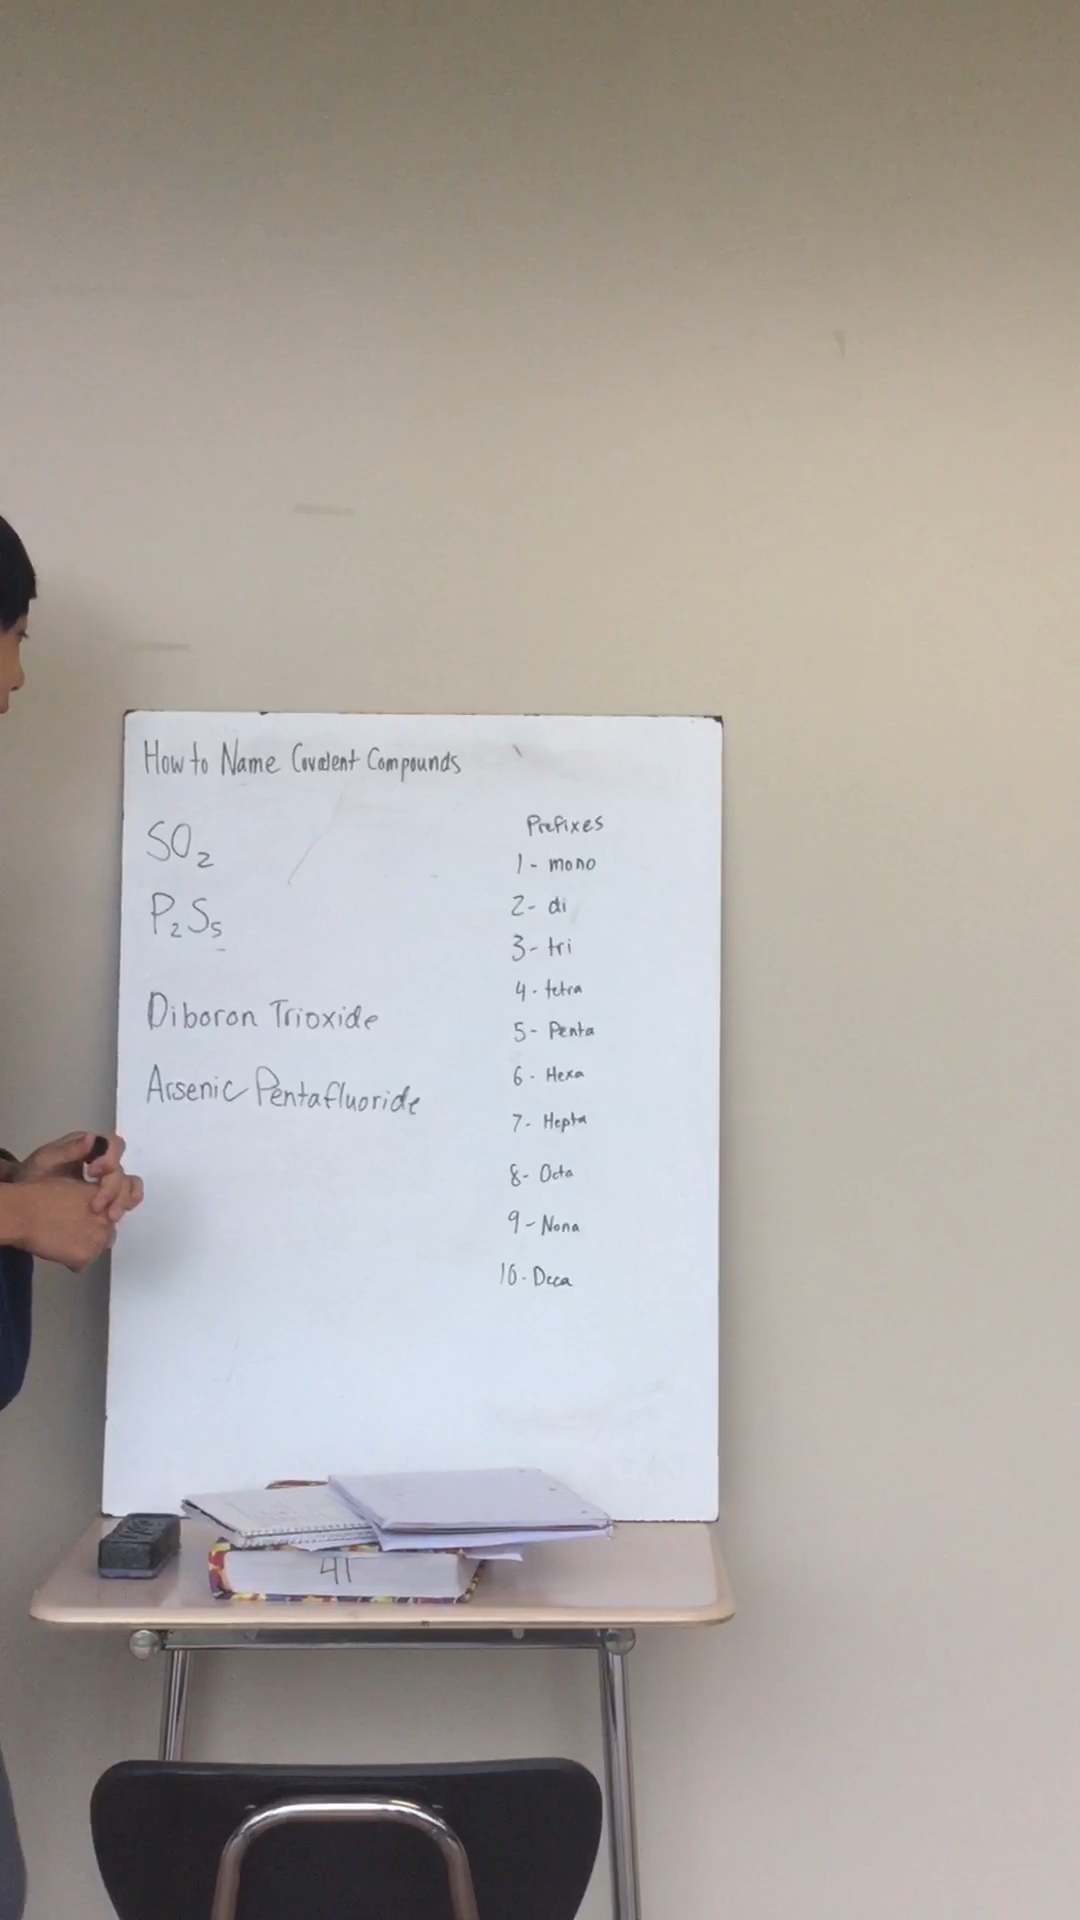 How to Name Covalent Compounds
SO₂
P₂S₅
Diboron Trioxide
Arsenic Pentafluoride
Prefixes
1- mono
2- di
3- tri
4- tetra
5- Penta
6- Hexa
7- Hepta
8- Octa
9- Nona
10- Deca
41